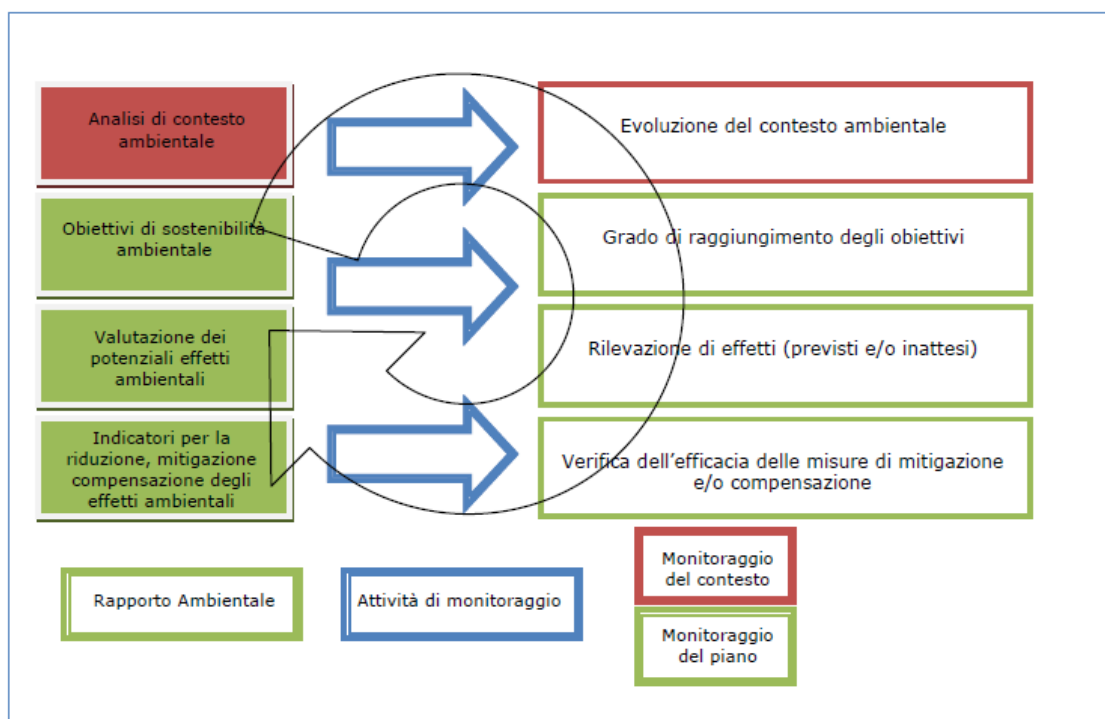 Analisi di contesto
ambientale
Evoluzione del contesto ambientale
Obiettivi di sostenibilità
ambientale
Grado di raggiungimento degli obiettivi
Valutazione dei
potenziali effetti
ambientali
Rilevazione di effetti (previsti e/o inattesi)
Indicatori per la
riduzione, mitigazione
compensazione degli
effetti ambientali
Verifica dell’efficacia delle misure di mitigazione
e/o compensazione
Rapporto Ambientale
Attività di monitoraggio
Monitoraggio
del contesto
Monitoraggio
del piano